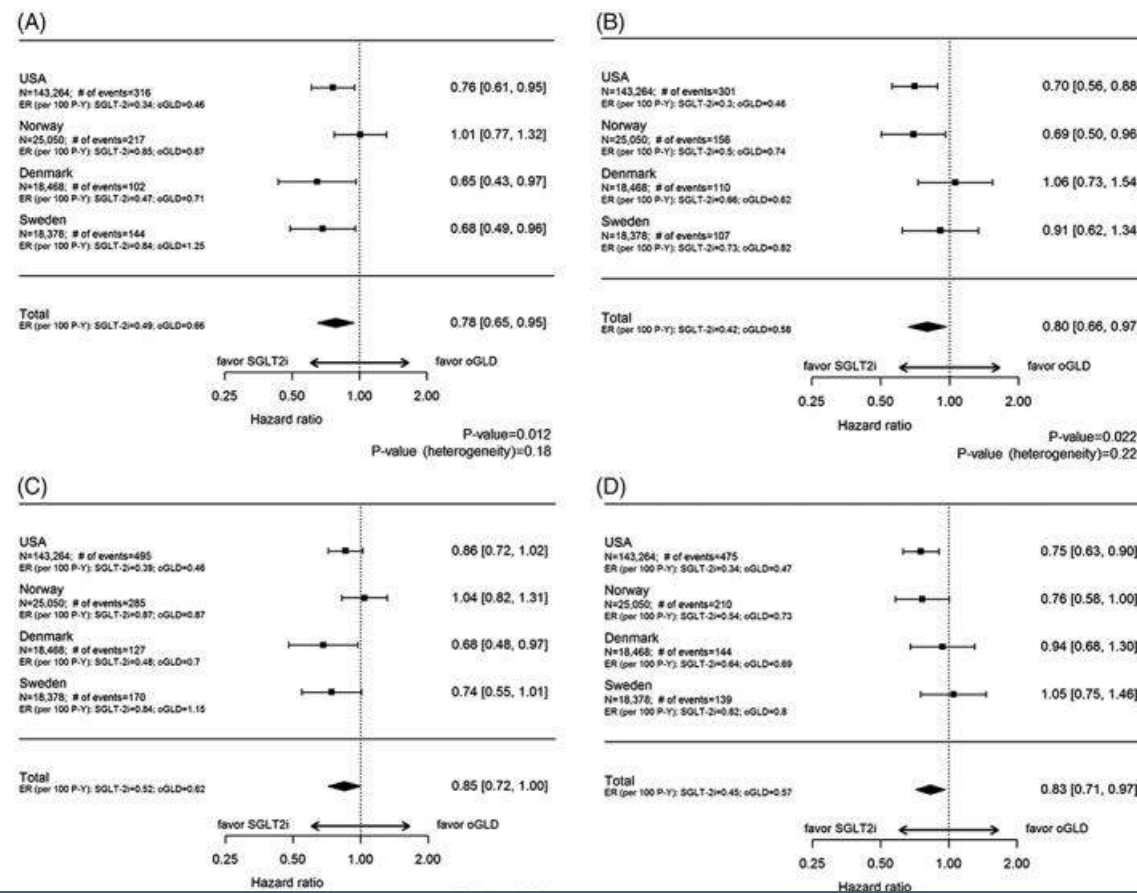 (A)
USA
N=143,264; # of events=316
ER (per 100 P-Y): SGLT-2i=0.34; oGLD=0.46
0.76 [0.61, 0.95]
Norway
N=25,050; # of events=217
ER (per 100 P-Y): SGLT-2i=0.85; oGLD=0.87
1.01 [0.77, 1.32]
Denmark
N=18,468; # of events=102
ER (per 100 P-Y): SGLT-2i=0.47; oGLD=0.71
0.65 [0.43, 0.97]
Sweden
N=18,378; # of events=144
ER (per 100 P-Y): SGLT-2i=0.84; oGLD=1.25
0.68 [0.49, 0.96]
Total
ER (per 100 P-Y): SGLT-2i=0.49; oGLD=0.66
0.78 [0.65, 0.95]
favor SGLT2i favor oGLD
0.25 0.50 1.00 2.00
Hazard ratio
P-value=0.012
P-value (heterogeneity)=0.18
(B)
USA
N=143,264; # of events=301
ER (per 100 P-Y): SGLT-2i=0.3; oGLD=0.46
0.70 [0.56, 0.88
Norway
N=25,050; # of events=156
ER (per 100 P-Y): SGLT-2i=0.5; oGLD=0.74
0.69 [0.50, 0.96
Denmark
N=18,468; # of events=110
ER (per 100 P-Y): SGLT-2i=0.66; oGLD=0.62
1.06 [0.73, 1.54
Sweden
N=18,378; # of events=107
ER (per 100 P-Y): SGLT-2i=0.73; oGLD=0.82
0.91 [0.62, 1.34
Total
ER (per 100 P-Y): SGLT-2i=0.42; oGLD=0.58
0.80 [0.66, 0.97
favor SGLT2i favor oGLD
0.25 0.50 1.00 2.00
Hazard ratio
P-value=0.022
P-value (heterogeneity)=0.22
(C)
USA
N=143,264; # of events=495
ER (per 100 P-Y): SGLT-2i=0.39; oGLD=0.46
0.86 [0.72, 1.02]
Norway
N=25,050; # of events=285
ER (per 100 P-Y): SGLT-2i=0.87; oGLD=0.87
1.04 [0.82, 1.31]
Denmark
N=18,468; # of events=127
ER (per 100 P-Y): SGLT-2i=0.48; oGLD=0.7
0.68 [0.48, 0.97]
Sweden
N=18,378; # of events=170
ER (per 100 P-Y): SGLT-2i=0.84; oGLD=1.15
0.74 [0.55, 1.01]
Total
ER (per 100 P-Y): SGLT-2i=0.52; oGLD=0.62
0.85 [0.72, 1.00]
favor SGLT2i favor oGLD
0.25 0.50 1.00 2.00
Hazard ratio
(D)
USA
N=143,264; # of events=475
ER (per 100 P-Y): SGLT-2i=0.34; oGLD=0.47
0.75 [0.63, 0.90]
Norway
N=25,050; # of events=210
ER (per 100 P-Y): SGLT-2i=0.54; oGLD=0.73
0.76 [0.58, 1.00]
Denmark
N=18,468; # of events=144
ER (per 100 P-Y): SGLT-2i=0.64; oGLD=0.69
0.94 [0.68, 1.30]
Sweden
N=18,378; # of events=139
ER (per 100 P-Y): SGLT-2i=0.82; oGLD=0.8
1.05 [0.75, 1.46]
Total
ER (per 100 P-Y): SGLT-2i=0.45; oGLD=0.57
0.83 [0.71, 0.97]
favor SGLT2i favor oGLD
0.25 0.50 1.00 2.00
Hazard ratio